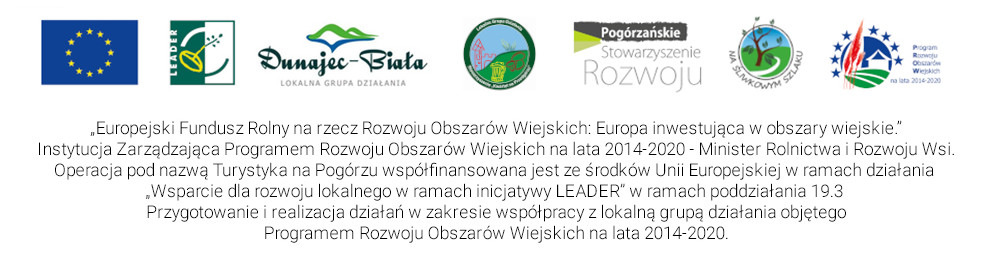 LEADER
Dunajec-Biała
LOKALNA GRUPA DZIAŁANIA
Lokalna Grupa Działania
Pogórzańskie
Stowarzyszenie
Rozwoju
NA ŚLIWKOWYM SZLAKU
Program
Rozwoju
Obszarów
Wiejskich
na lata 2014-2020
„Europejski Fundusz Rolny na rzecz Rozwoju Obszarów Wiejskich: Europa inwestująca w obszary wiejskie.”
Instytucja Zarządzająca Programem Rozwoju Obszarów Wiejskich na lata 2014-2020 - Minister Rolnictwa i Rozwoju Wsi.
Operacja pod nazwą Turystyka na Pogórzu współfinansowana jest ze środków Unii Europejskiej w ramach działania
„Wsparcie dla rozwoju lokalnego w ramach inicjatywy LEADER” w ramach poddziałania 19.3
Przygotowanie i realizacja działań w zakresie współpracy z lokalną grupą działania objętego
Programem Rozwoju Obszarów Wiejskich na lata 2014-2020.